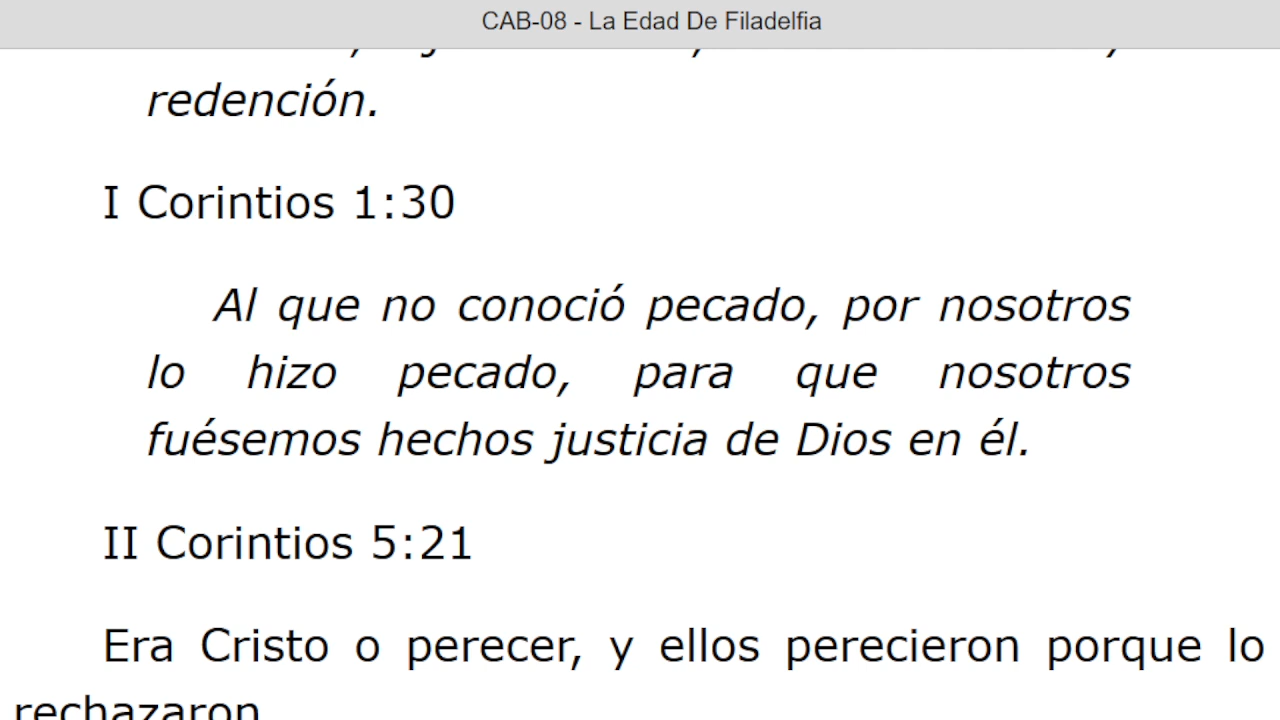 CAB-08 - La Edad De Filadelfia
redención.
I Corintios 1:30
Al que no conoció pecado, por nosotros
lo hizo pecado, para que nosotros
fuésemos hechos justicia de Dios en él.
II Corintios 5:21
Era Cristo o perecer, y ellos perecieron porque lo
rechazaron